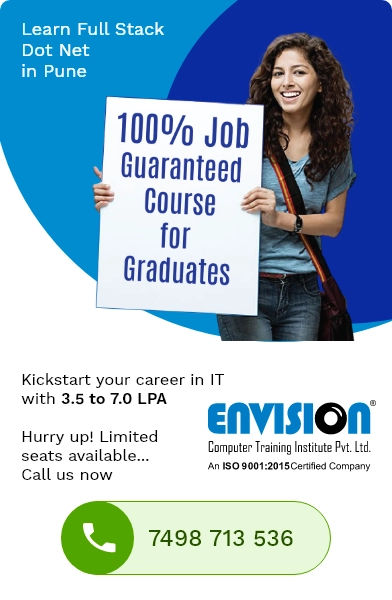 Learn Full Stack
Dot Net
in Pune
100% Job
Guaranteed
Course
for
Graduates
Kickstart your career in IT
with 3.5 to 7.0 LPA
Hurry up! Limited
seats available...
Call us now
ENVISION®
Computer Training Institute Pvt. Ltd.
An ISO 9001:2015 Certified Company
7498 713 536